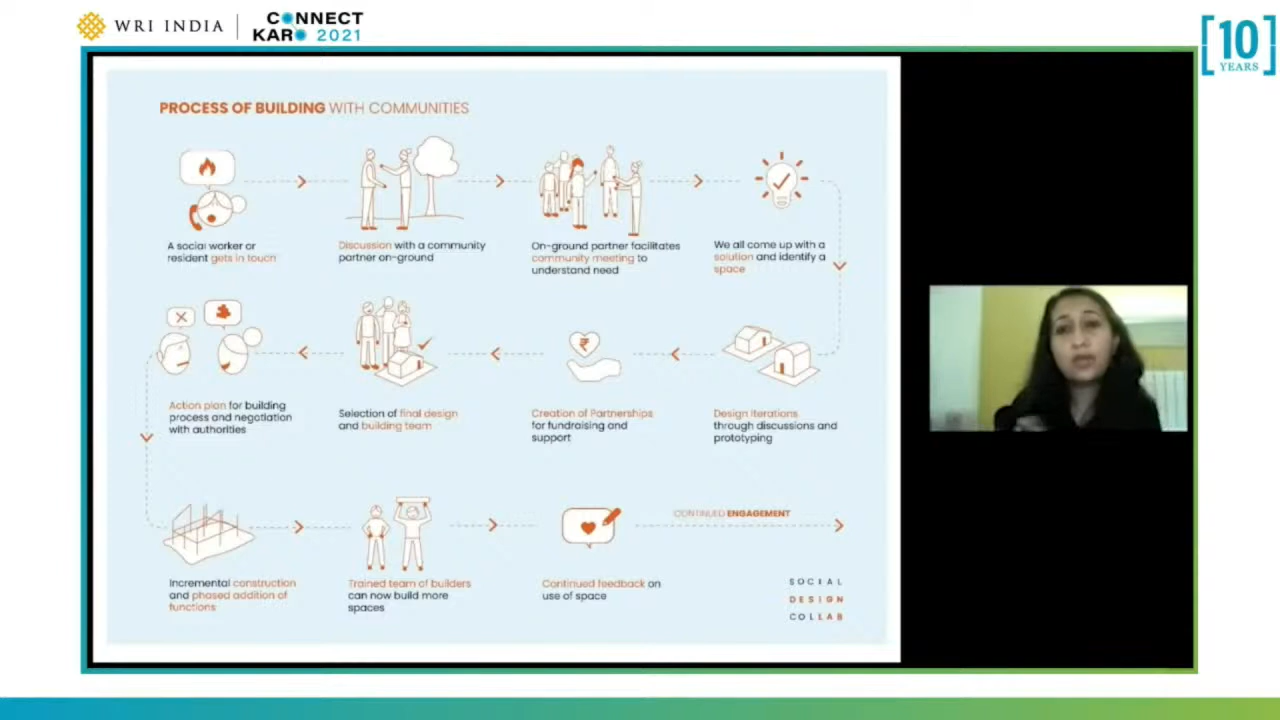 WRI INDIA
CONNECT
KARO 2021
10
YEARS
PROCESS OF BUILDING WITH COMMUNITIES
A social worker or
resident gets in touch
Discussion with a community
partner on-ground
On-ground partner facilitates
community meeting to
understand need
We all come up with a
solution and identify a
space
Action plan for building
process and negotiation
with authorities
Selection of final design
and building team
₹
Creation of Partnerships
for fundraising and
support
Design Iterations
through discussions and
prototyping
Incremental construction
and phased addition of
functions
Trained team of builders
can now build more
spaces
Continued feedback on
use of space
CONTINUED ENGAGEMENT
SOCIAL
DESIGN
COLLAB